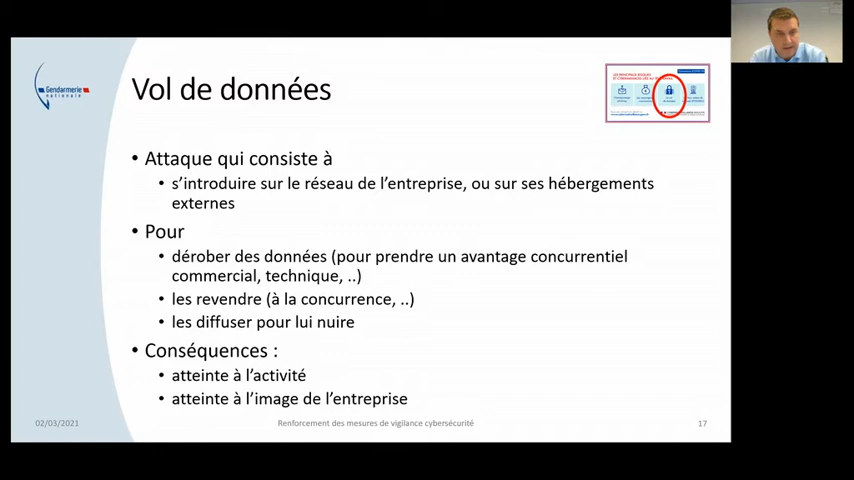 Gendarmerie
nationale
Vol de données
• Attaque qui consiste à
• s’introduire sur le réseau de l’entreprise, ou sur ses hébergements
externes
• Pour
• dérober des données (pour prendre un avantage concurrentiel
commercial, technique, ..)
• les revendre (à la concurrence, ..)
• les diffuser pour lui nuire
• Conséquences :
• atteinte à l’activité
• atteinte à l’image de l’entreprise
02/03/2021
Renforcement des mesures de vigilance cybersécurité
17